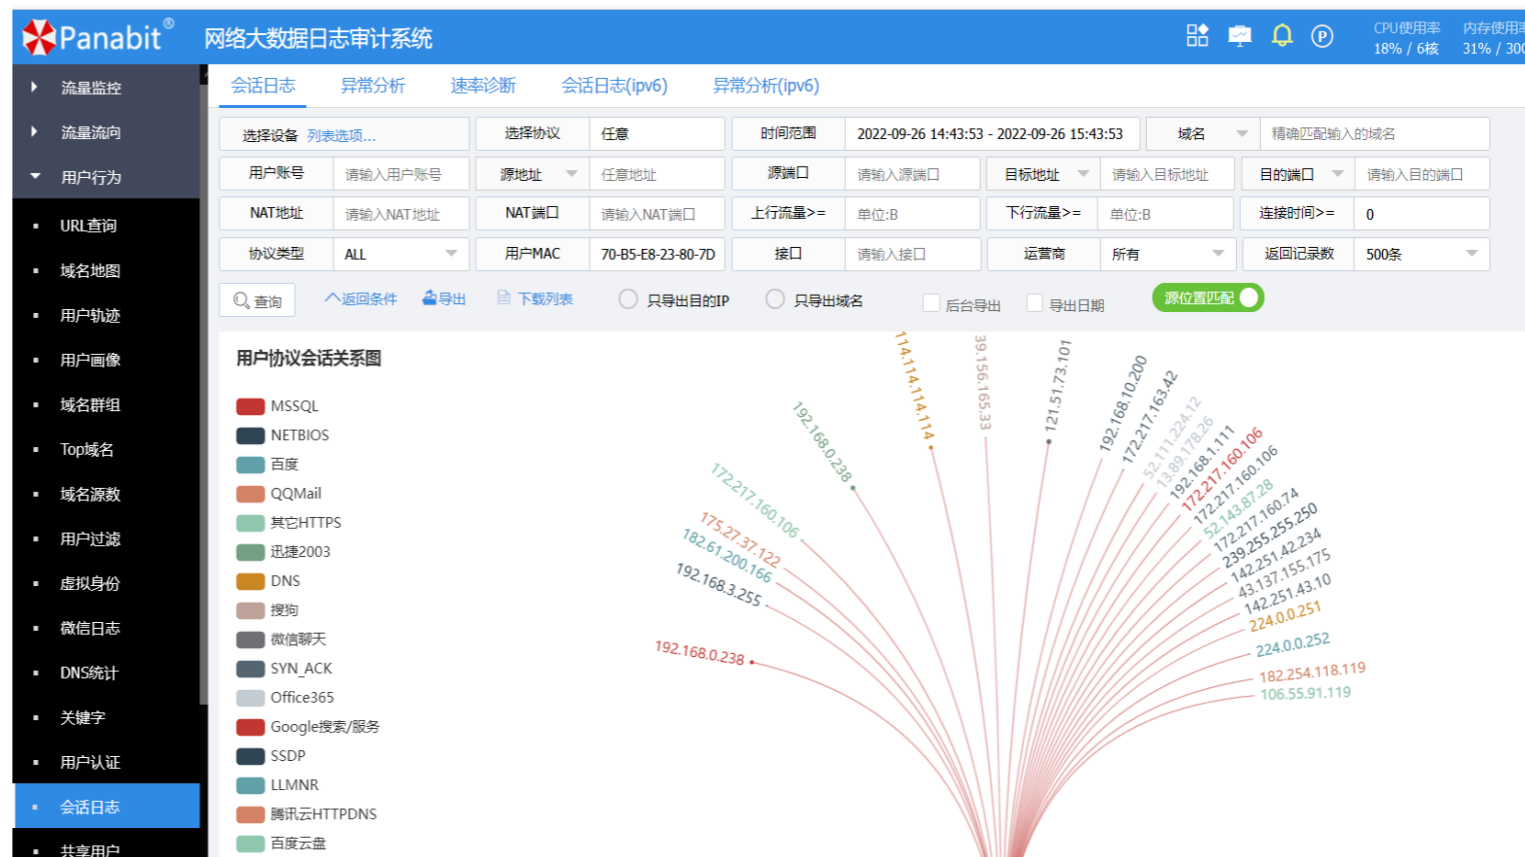 Panabit®
网络大数据日志审计系统
CPU使用率
18% / 6核
内存使用率
31% / 30G
流量监控
流量流向
用户行为
URL查询
域名地图
用户轨迹
用户画像
域名群组
Top域名
域名源数
用户过滤
虚拟身份
微信日志
DNS统计
关键字
用户认证
会话日志
共享用户
会话日志 异常分析 速率诊断 会话日志(ipv6) 异常分析(ipv6)
选择设备 列表选项... 选择协议 任意 时间范围 2022-09-26 14:43:53 - 2022-09-26 15:43:53 域名 精确匹配输入的域名
用户账号 请输入用户账号 源地址 任意地址 源端口 请输入源端口 目标地址 请输入目标地址 目的端口 请输入目的端口
NAT地址 请输入NAT地址 NAT端口 请输入NAT端口 上行流量>= 单位:B 下行流量>= 单位:B 连接时间>= 0
协议类型 ALL 用户MAC 70-B5-E8-23-80-7D 接口 请输入接口 运营商 所有 返回记录数 500条
查询 返回条件 导出 下载列表 只导出目的IP 只导出域名 后台导出 导出日期 源位置匹配
用户协议会话关系图
MSSQL
NETBIOS
百度
QQMail
其它HTTPS
迅捷2003
DNS
搜狗
微信聊天
SYN_ACK
Office365
Google搜索/服务
SSDP
LLMNR
腾讯云HTTPDNS
百度云盘
192.168.0.238
192.168.3.255
182.61.200.166
175.27.37.122
172.217.160.106
192.168.0.238
114.114.114.114
39.156.165.33
121.51.73.101
192.168.10.200
172.217.163.42
52.111.224.12
13.89.178.26
192.168.1.111
172.217.160.106
172.217.160.106
52.143.87.28
172.217.160.74
239.255.255.250
142.251.42.234
43.137.155.175
142.251.43.10
224.0.0.251
224.0.0.252
182.254.118.119
106.55.91.119